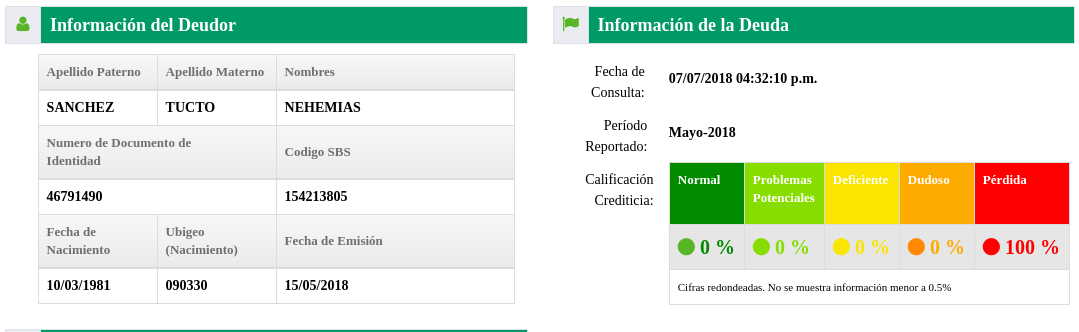 Información del Deudor
Apellido Paterno Apellido Materno Nombres
SANCHEZ TUCTO NEHEMIAS
Numero de Documento de
Identidad
Codigo SBS
46791490 154213805
Fecha de
Nacimiento
Ubigeo
(Nacimiento)
Fecha de Emisión
10/03/1981 090330 15/05/2018
Información de la Deuda
Fecha de
Consulta:
07/07/2018 04:32:10 p.m.
Período
Reportado:
Mayo-2018
Calificación
Crediticia:
Normal
Problemas
Potenciales
Deficiente
Dudoso
Pérdida
0 % 0 % 0 % 0 % 100 %
Cifras redondeadas. No se muestra información menor a 0.5%